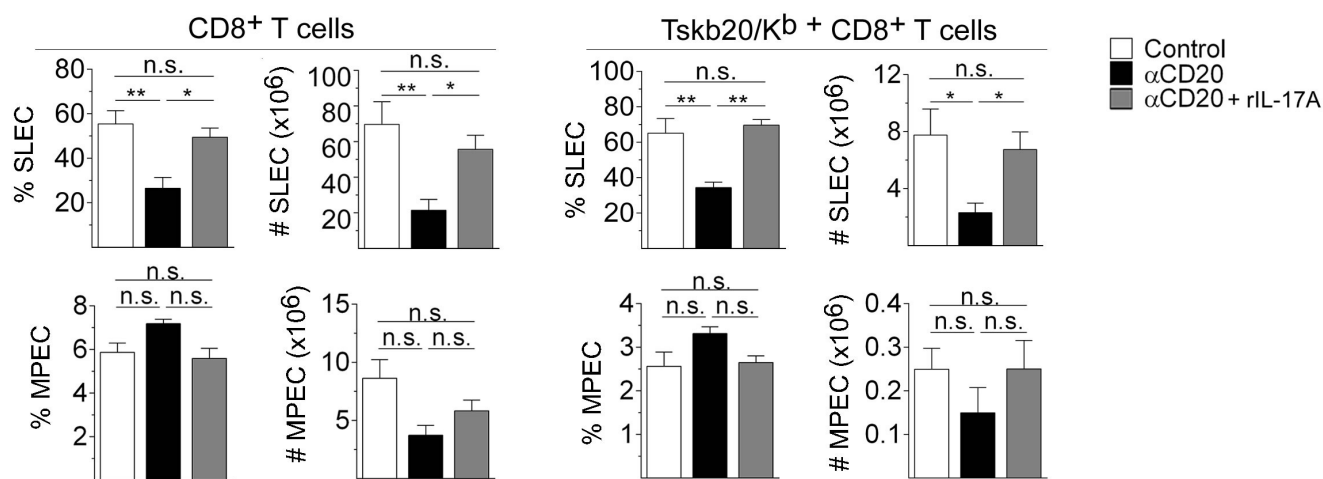 CD8+ T cells
Tskb20/Kb + CD8+ T cells
Control
αCD20
αCD20 + rIL-17A
% SLEC
80
60
40
20
n.s.
** *
# SLEC (x10⁶)
100
80
60
40
20
n.s.
** *
% SLEC
100
80
60
40
20
n.s.
** **
# SLEC (x10⁶)
12
8
4
n.s.
* *
% MPEC
8
6
4
2
n.s.
n.s. n.s.
# MPEC (x10⁶)
15
10
5
n.s.
n.s. n.s.
% MPEC
4
3
2
1
n.s.
n.s. n.s.
# MPEC (x10⁶)
0.4
0.3
0.2
0.1
n.s.
n.s. n.s.